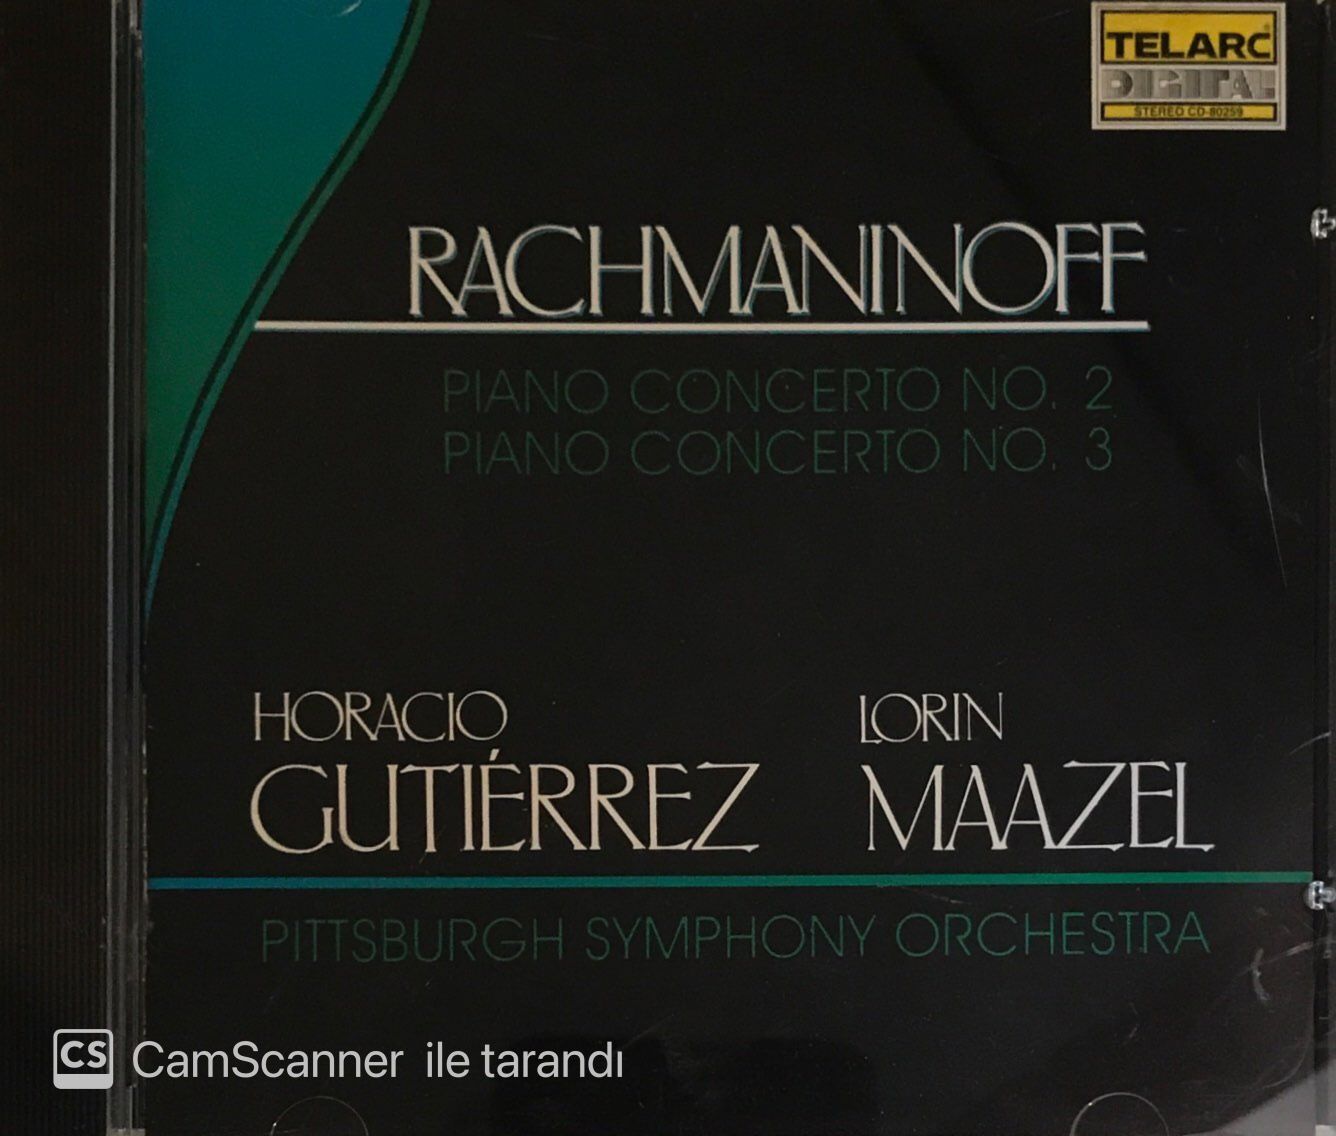 TELARC®
DIGITAL
STEREO CD-80259
RACHMANINOFF
PIANO CONCERTO NO. 2
PIANO CONCERTO NO. 3
HORACIO
GUTIÉRREZ
LORIN
MAAZEL
PITTSBURGH SYMPHONY ORCHESTRA
CS CamScanner ile tarandı